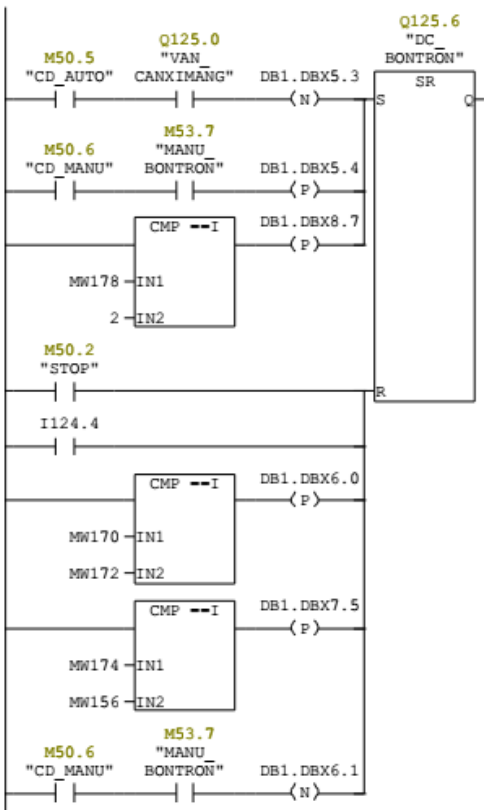 Q125.6
"DC_
BONTRON"
SR
S
Q
M50.5
"CD_AUTO"
Q125.0
"VAN_
CANXIMANG"
DB1.DBX5.3
(N)
M50.6
"CD_MANU"
M53.7
"MANU_
BONTRON"
DB1.DBX5.4
(P)
CMP ==I
DB1.DBX8.7
(P)
MW178 IN1
2 IN2
M50.2
"STOP"
R
I124.4
CMP ==I
DB1.DBX6.0
(P)
MW170 IN1
MW172 IN2
CMP ==I
DB1.DBX7.5
(P)
MW174 IN1
MW156 IN2
M50.6
"CD_MANU"
M53.7
"MANU_
BONTRON"
DB1.DBX6.1
(N)